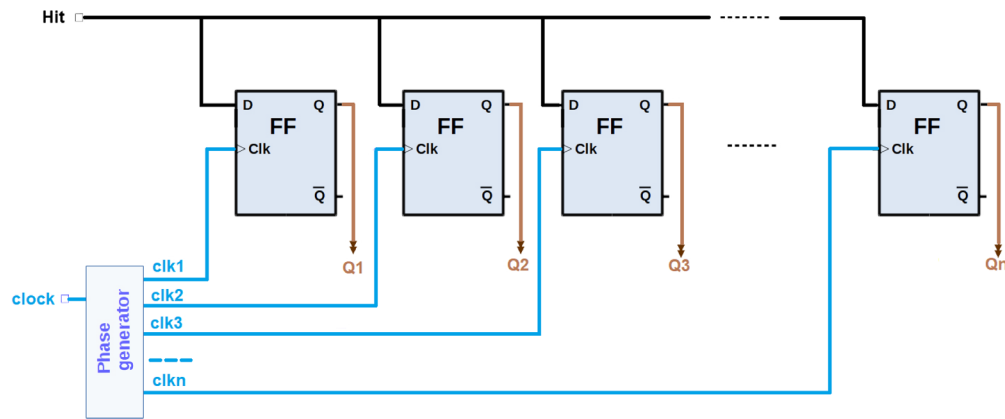 Hit
D Q D Q D Q D Q
FF FF FF FF
Clk Clk Clk Clk
Q̅ Q̅ Q̅ Q̅
Q1 Q2 Q3 Qn
clk1
clock
clk2
clk3
Phase
generator
clkn